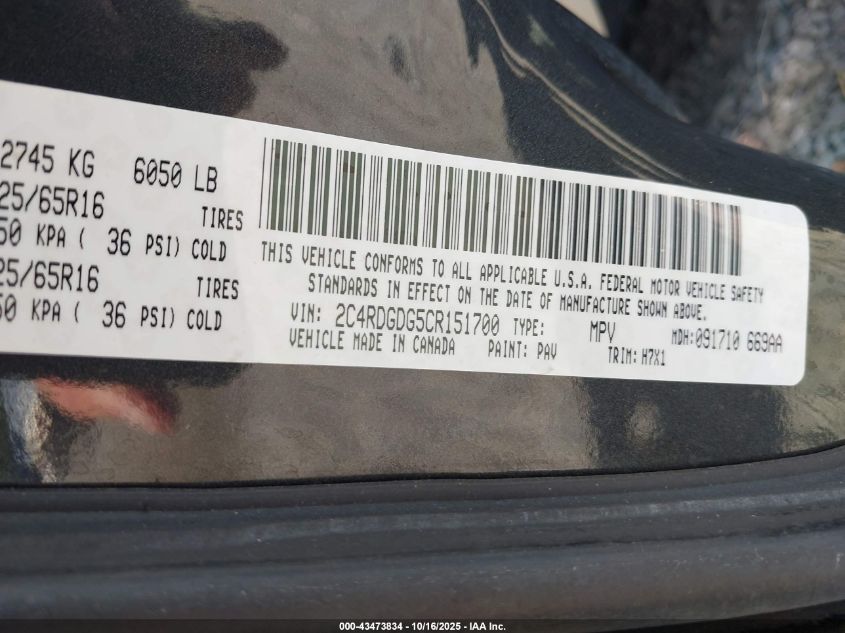 2745 KG 6050 LB
25/65R16 TIRES
50 KPA ( 36 PSI) COLD
25/65R16 TIRES
50 KPA ( 36 PSI) COLD
THIS VEHICLE CONFORMS TO ALL APPLICABLE U.S.A. FEDERAL MOTOR VEHICLE SAFETY
STANDARDS IN EFFECT ON THE DATE OF MANUFACTURE SHOWN ABOVE.
VIN: 2C4RDGDG5CR151700 TYPE: MPV MDH:091710 669AA
VEHICLE MADE IN CANADA PAINT: PAV TRIM: H7X1
000-43473834 - 10/16/2025 - IAA Inc.